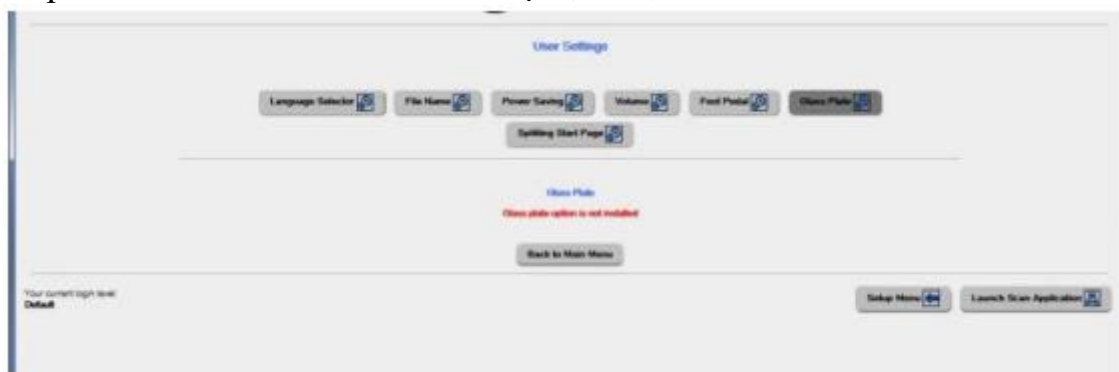 User Settings
Language Selector File Name Power Saving Volume Foot Pedal Glass Plate
Splitting Start Page
Glass Plate
Glass plate option is not installed
Back to Main Menu
Your current login level:
Default
Setup Menu Launch Scan Application